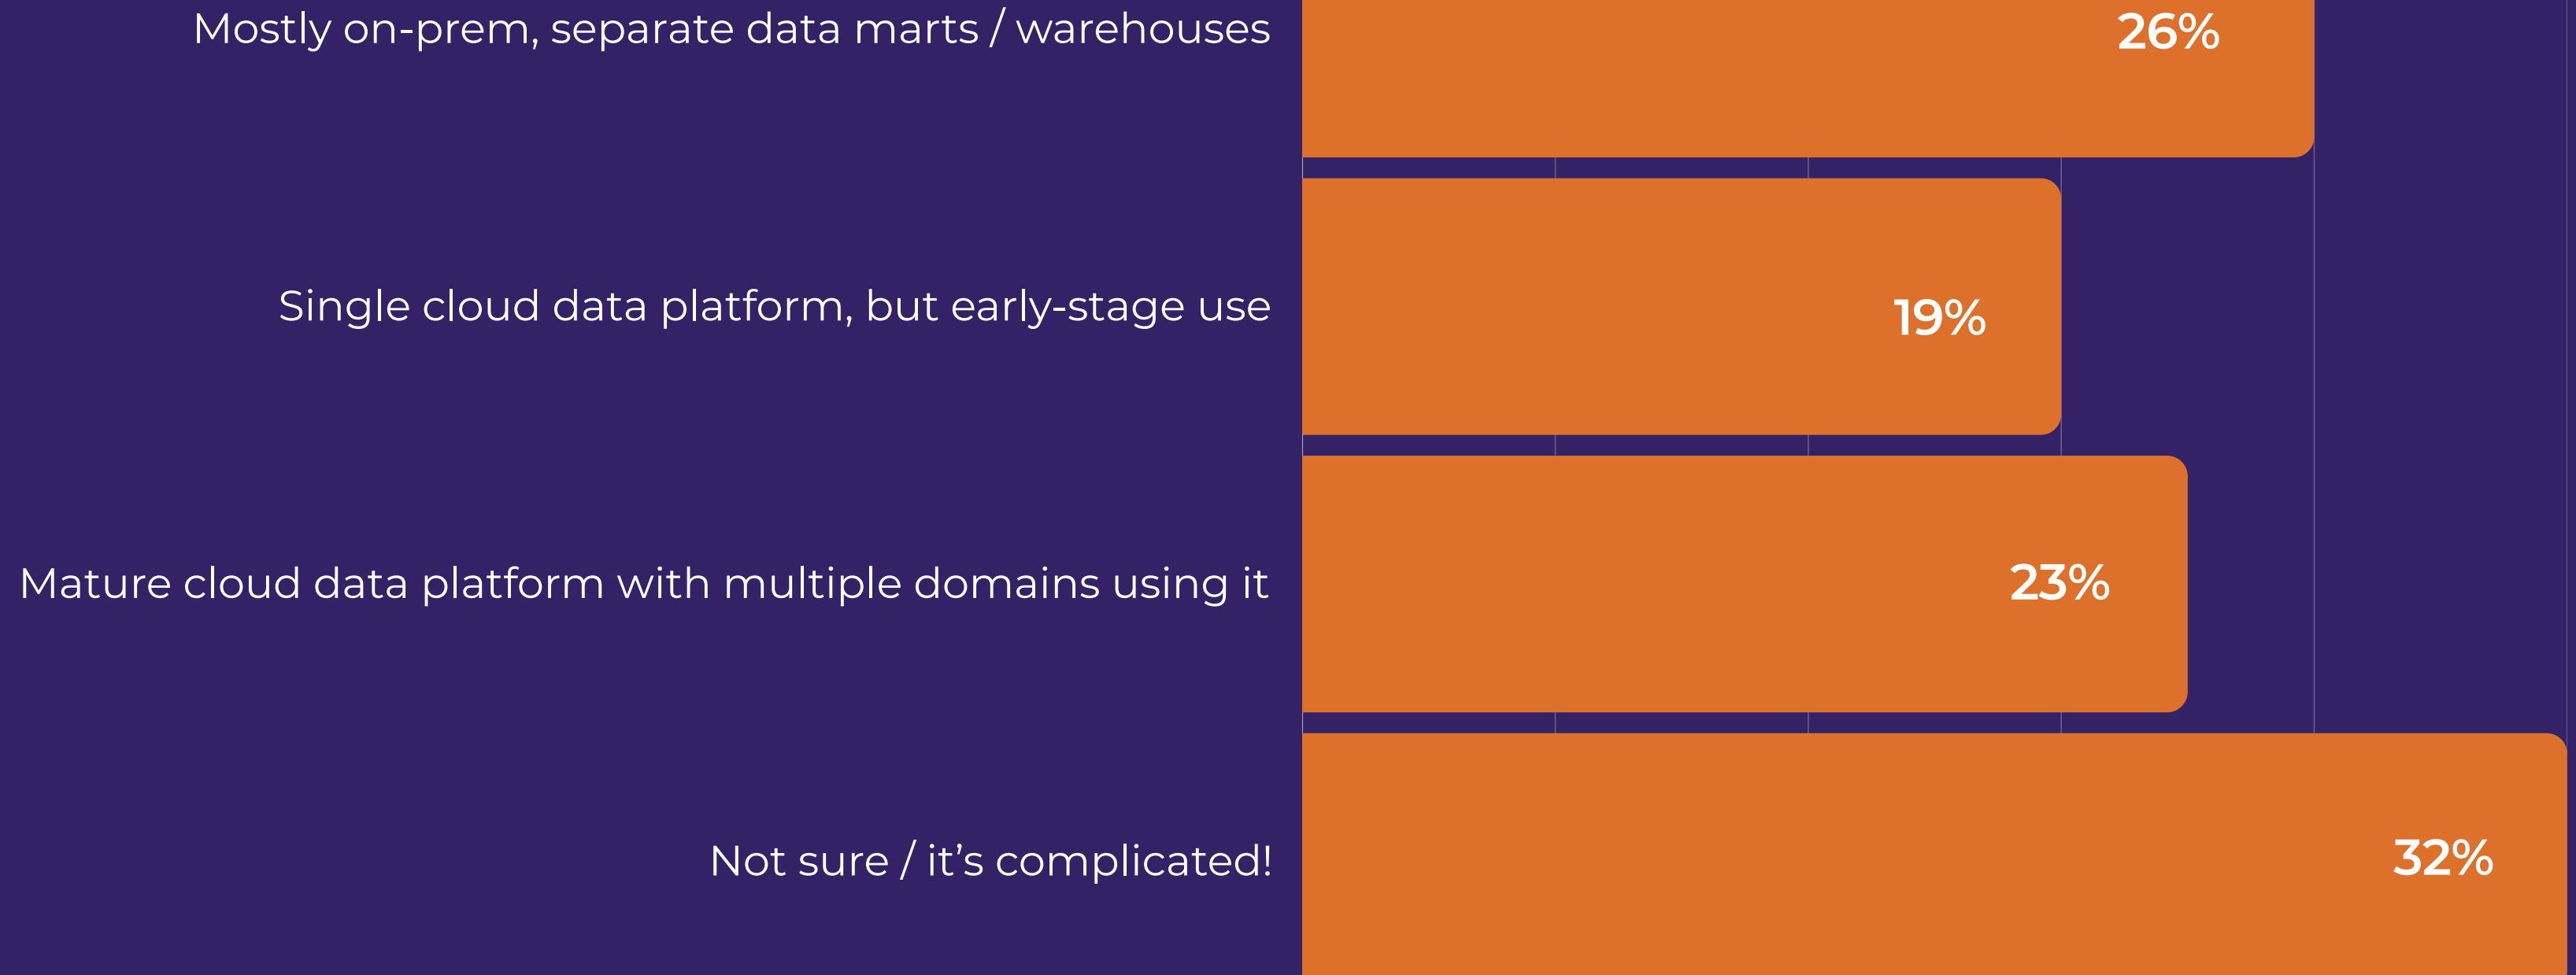 Mostly on-prem, separate data marts / warehouses
26%
Single cloud data platform, but early-stage use
19%
Mature cloud data platform with multiple domains using it
23%
Not sure / it’s complicated!
32%